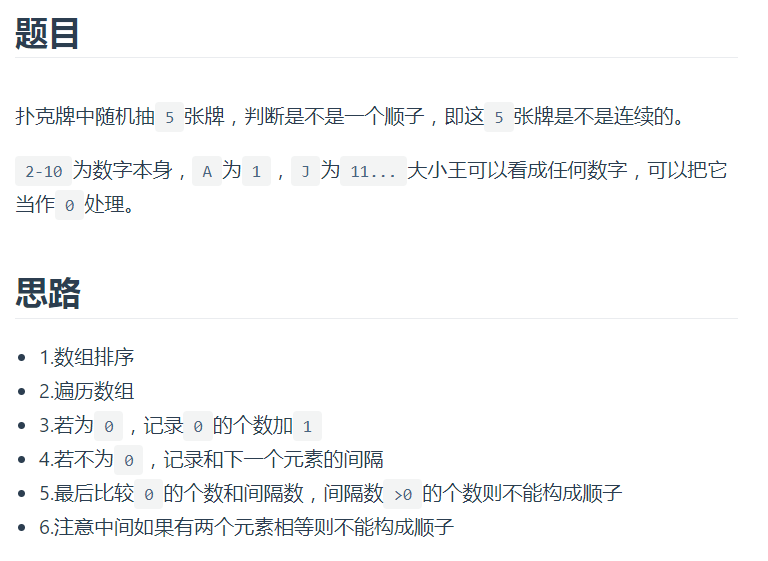 题目
扑克牌中随机抽5张牌，判断是不是一个顺子，即这5张牌是不是连续的。
2-10为数字本身，A为1，J为11...大小王可以看成任何数字，可以把它
当作0处理。
思路
1.数组排序
2.遍历数组
3.若为0，记录0的个数加1
4.若不为0，记录和下一个元素的间隔
5.最后比较0的个数和间隔数，间隔数>0的个数则不能构成顺子
6.注意中间如果有两个元素相等则不能构成顺子